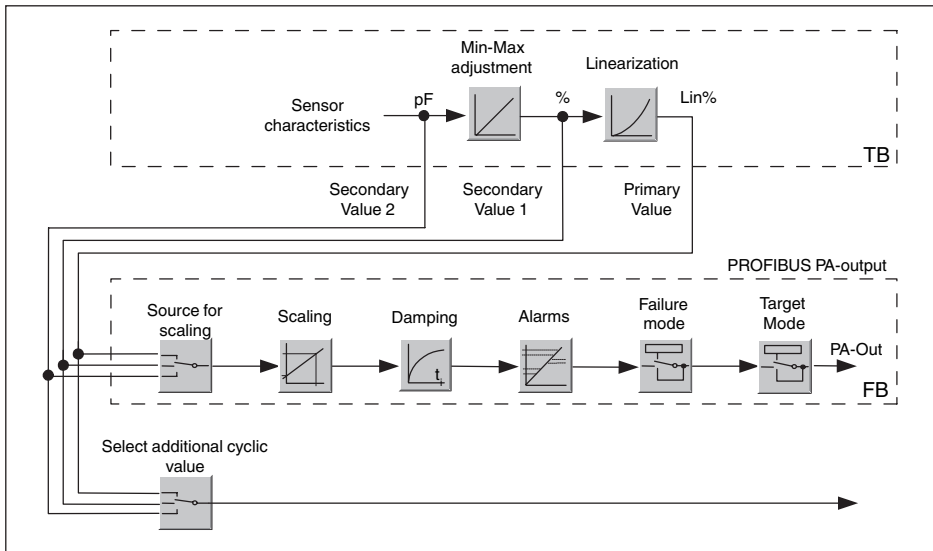 Min-Max
adjustment
Linearization
Sensor
characteristics
pF
%
Lin%
TB
Secondary
Value 2
Secondary
Value 1
Primary
Value
PROFIBUS PA-output
Source for
scaling
Scaling
Damping
Alarms
Failure
mode
Target
Mode
t
PA-Out
FB
Select additional cyclic
value